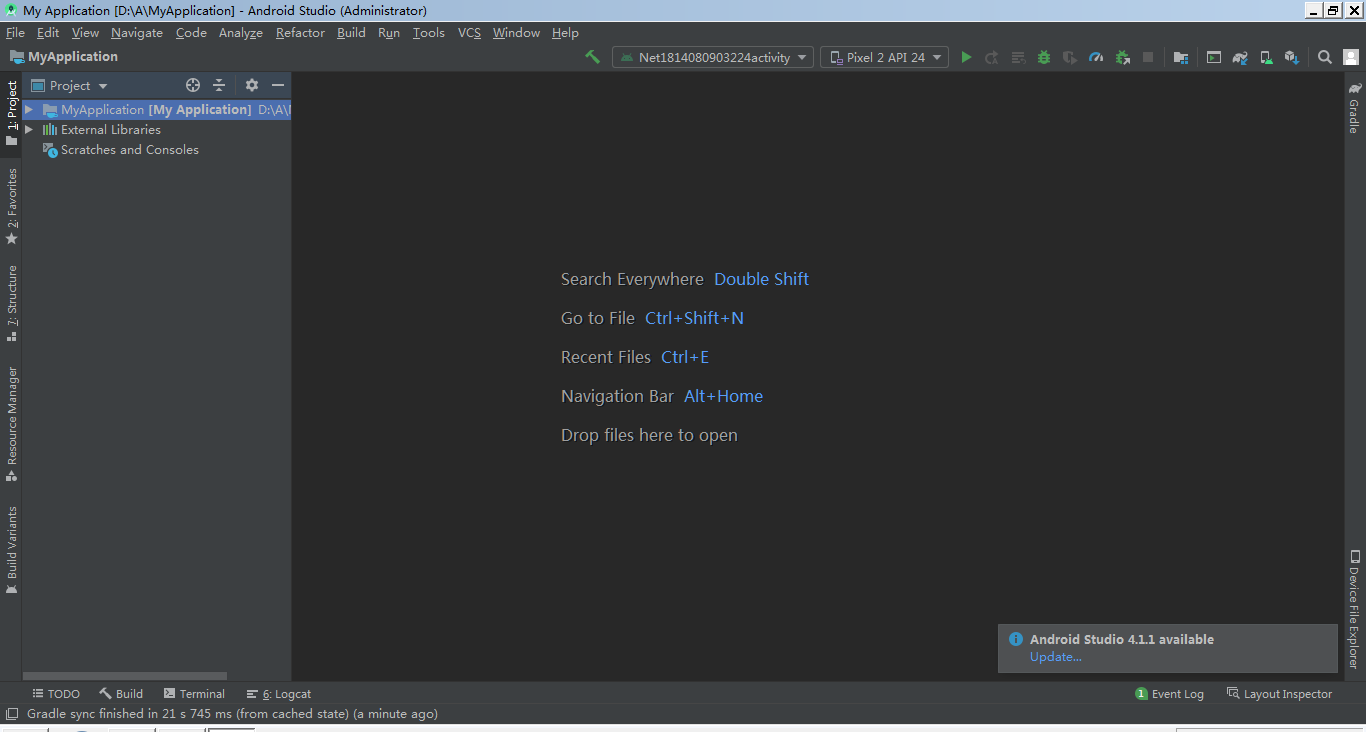 My Application [D:\A\MyApplication] - Android Studio (Administrator)
File Edit View Navigate Code Analyze Refactor Build Run Tools VCS Window Help
MyApplication Net1814080903224activity Pixel 2 API 24
Project
MyApplication [My Application] D:\A\
External Libraries
Scratches and Consoles
1: Project
2: Favorites
7: Structure
Resource Manager
Build Variants
Search Everywhere Double Shift
Go to File Ctrl+Shift+N
Recent Files Ctrl+E
Navigation Bar Alt+Home
Drop files here to open
Gradle
Device File Explorer
Android Studio 4.1.1 available
Update...
TODO Build Terminal 6: Logcat 1 Event Log Layout Inspector
Gradle sync finished in 21 s 745 ms (from cached state) (a minute ago)